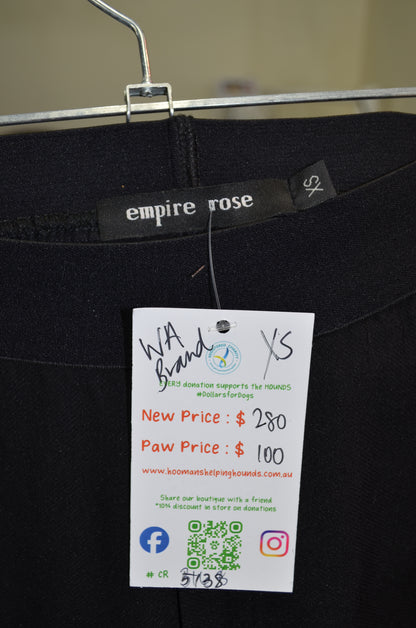 empire rose
XS
WA Brand
XS
EVERY donation supports the HOUNDS
#DollarsforDogs
New Price : $ 280
Paw Price : $ 100
www.hoomanshelpinghounds.com.au
Share our boutique with a friend
*10% discount in store on donations
# CR